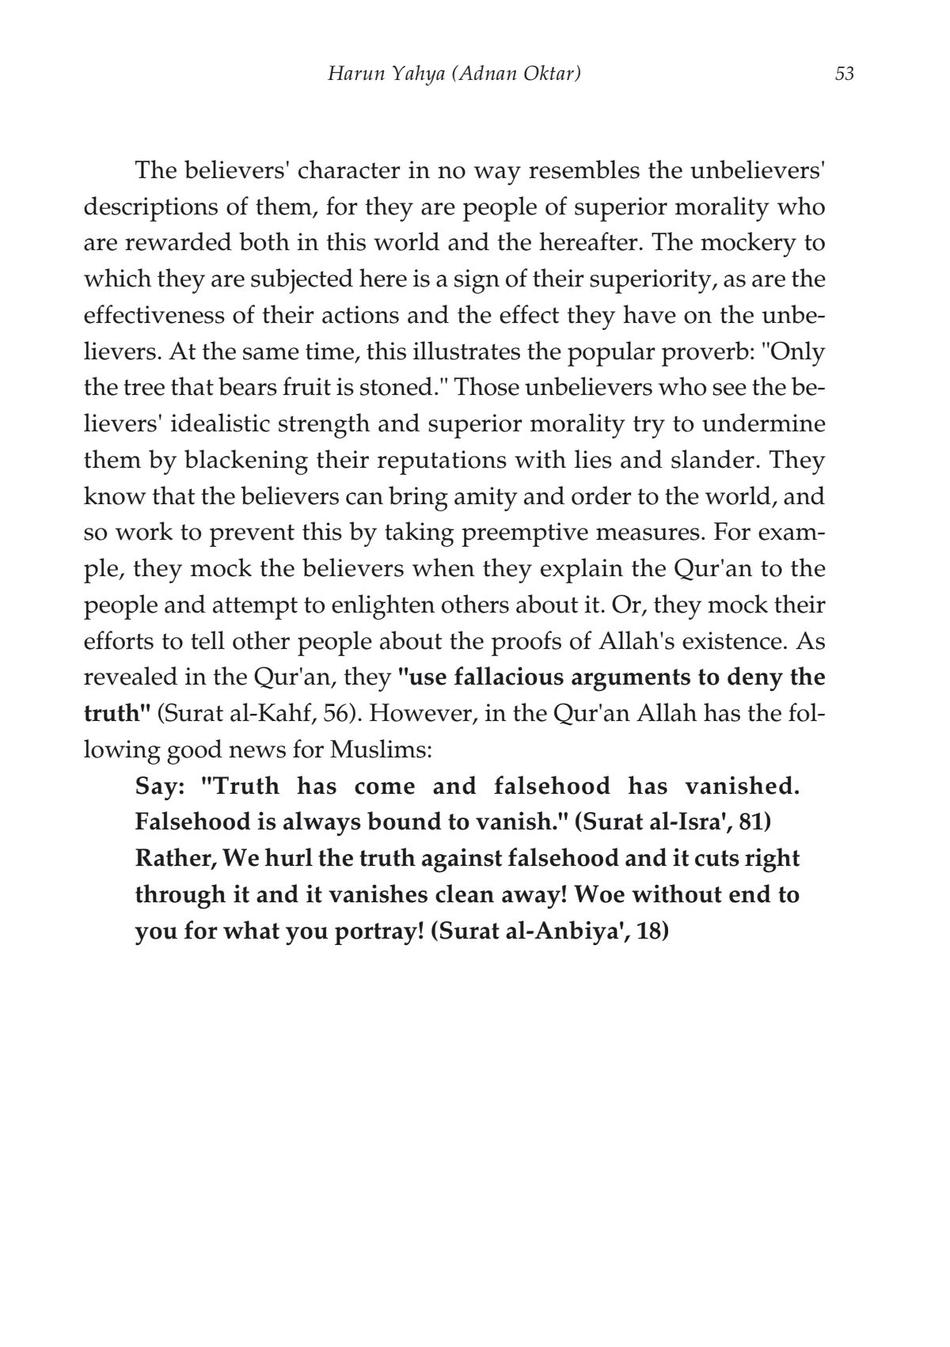 Harun Yahya (Adnan Oktar) 53
The believers' character in no way resembles the unbelievers'
descriptions of them, for they are people of superior morality who
are rewarded both in this world and the hereafter. The mockery to
which they are subjected here is a sign of their superiority, as are the
effectiveness of their actions and the effect they have on the unbe-
lievers. At the same time, this illustrates the popular proverb: "Only
the tree that bears fruit is stoned." Those unbelievers who see the be-
lievers' idealistic strength and superior morality try to undermine
them by blackening their reputations with lies and slander. They
know that the believers can bring amity and order to the world, and
so work to prevent this by taking preemptive measures. For exam-
ple, they mock the believers when they explain the Qur'an to the
people and attempt to enlighten others about it. Or, they mock their
efforts to tell other people about the proofs of Allah's existence. As
revealed in the Qur'an, they "use fallacious arguments to deny the
truth" (Surat al-Kahf, 56). However, in the Qur'an Allah has the fol-
lowing good news for Muslims:
Say: "Truth has come and falsehood has vanished.
Falsehood is always bound to vanish." (Surat al-Isra', 81)
Rather, We hurl the truth against falsehood and it cuts right
through it and it vanishes clean away! Woe without end to
you for what you portray! (Surat al-Anbiya', 18)